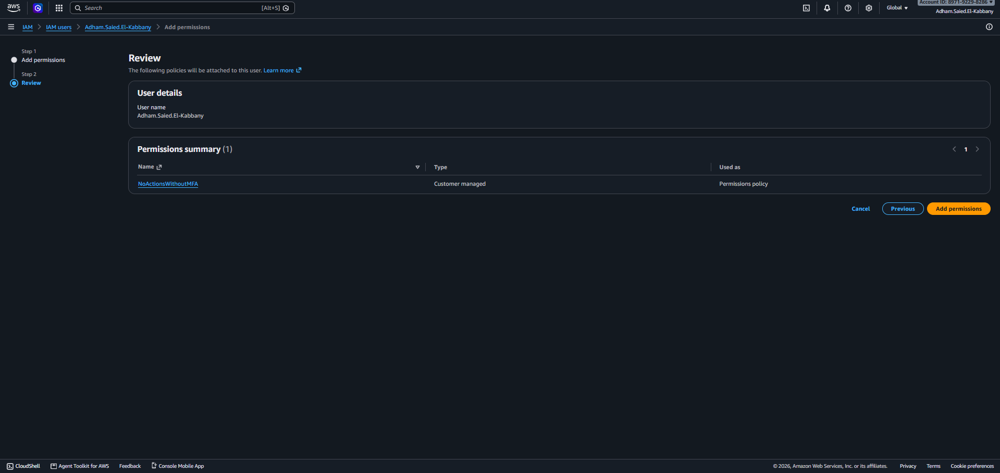 aws
Search [Alt+S]
Global
Account ID: 8971-9229-8286
Adham.Saied.El-Kabbany
IAM > IAM users > Adham.Saied.El-Kabbany > Add permissions
Step 1
Add permissions
Step 2
Review
Review
The following policies will be attached to this user. Learn more
User details
User name
Adham.Saied.El-Kabbany
Permissions summary (1)
1
Name Type Used as
NoActionsWithoutMFA Customer managed Permissions policy
Cancel Previous Add permissions
CloudShell Agent Toolkit for AWS Feedback Console Mobile App © 2026, Amazon Web Services, Inc. or its affiliates. Privacy Terms Cookie preferences